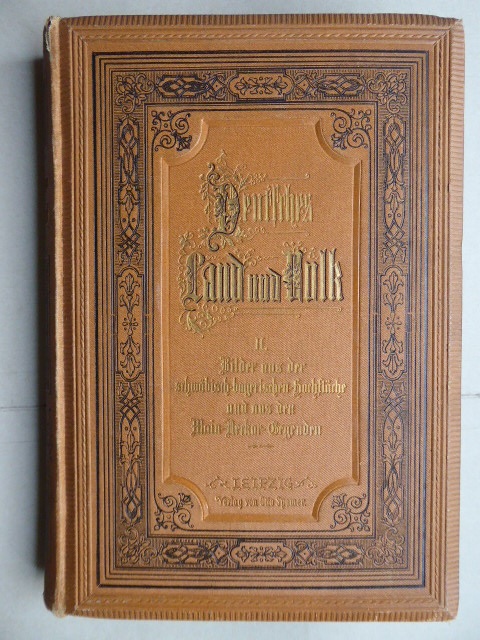 Deutsches
Land und Volk
II.
Bilder aus der
schwäbisch-bayerischen Hochfläche
und aus den
Main-Neckar-Gegenden
LEIPZIG
Verlag von Otto Spamer.